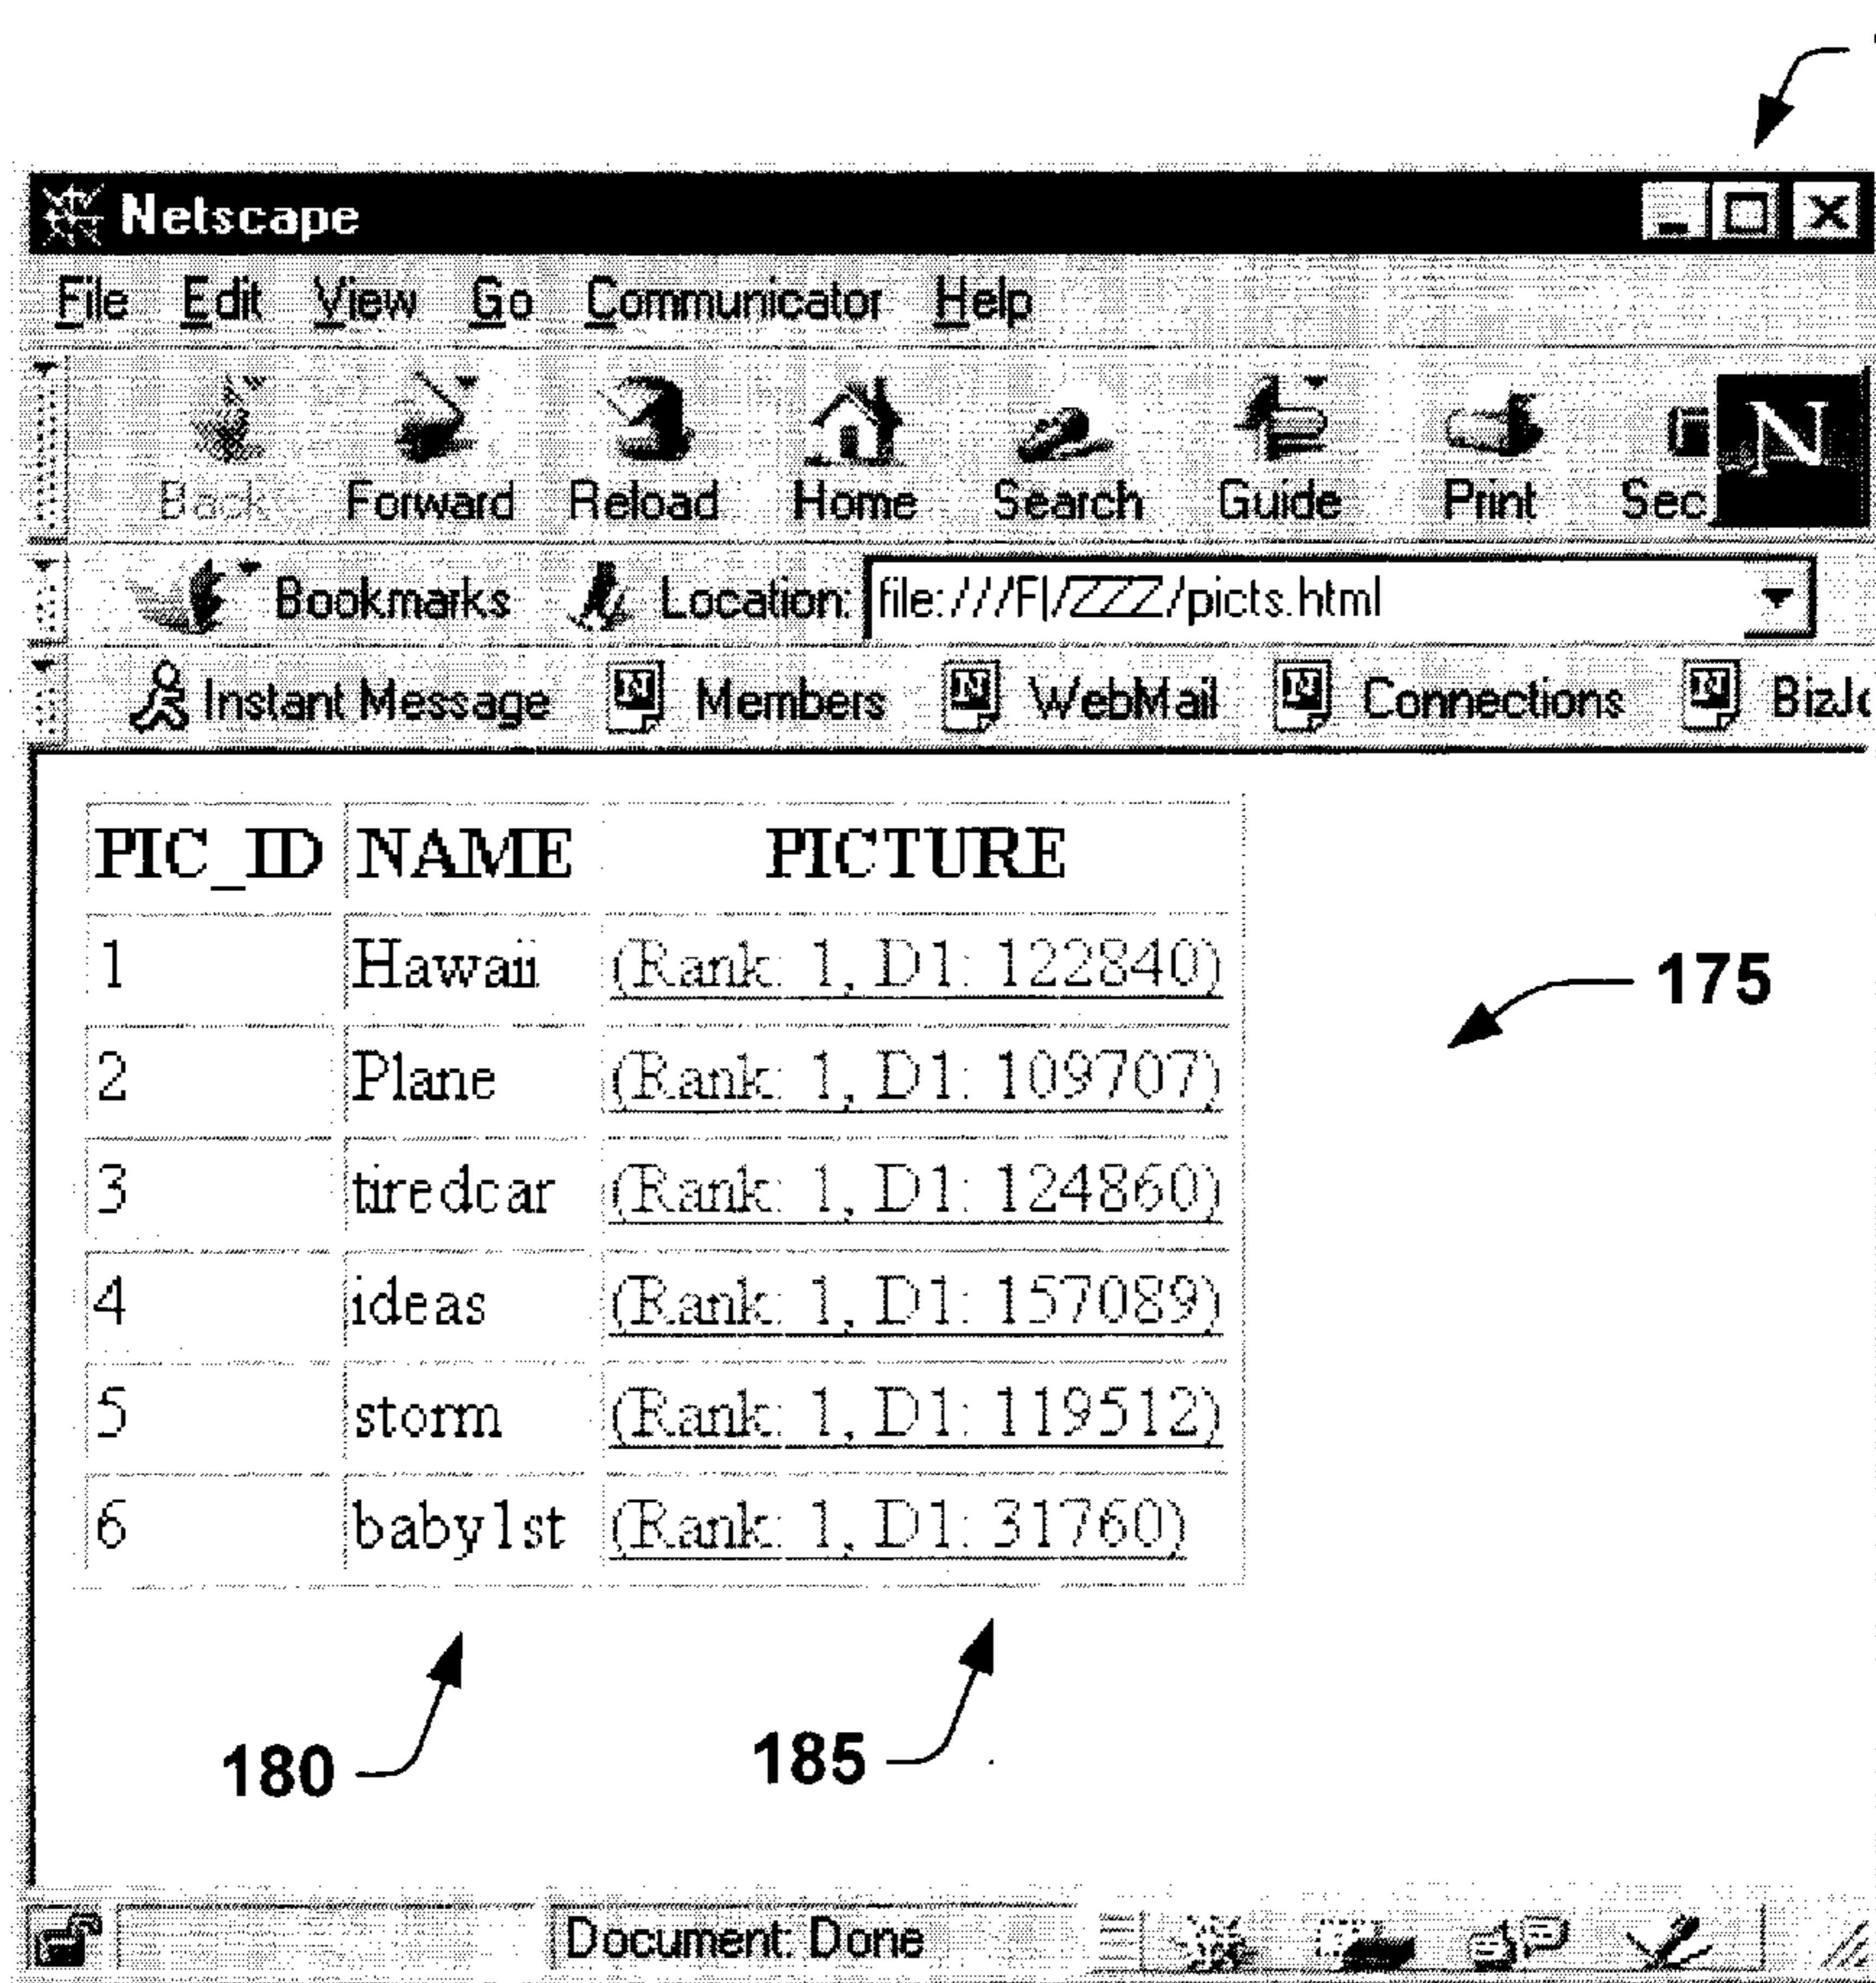 Netscape
File Edit View Go Communicator Help
Back Forward Reload Home Search Guide Print Sec N
Bookmarks Location: file:///F|/ZZZ/picts.html
Instant Message Members WebMail Connections
PIC_ID NAME PICTURE
1 Hawaii (Rank: 1, D1: 122840)
2 Plane (Rank: 1, D1: 109707)
3 tiredcar (Rank: 1, D1: 124860)
4 ideas (Rank: 1, D1: 157089)
5 storm (Rank: 1, D1: 119512)
6 baby1st (Rank: 1, D1: 31760)
175
180 185
Document: Done